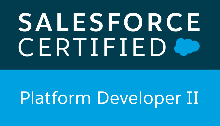 SALESFORCE
CERTIFIED
Platform Developer II